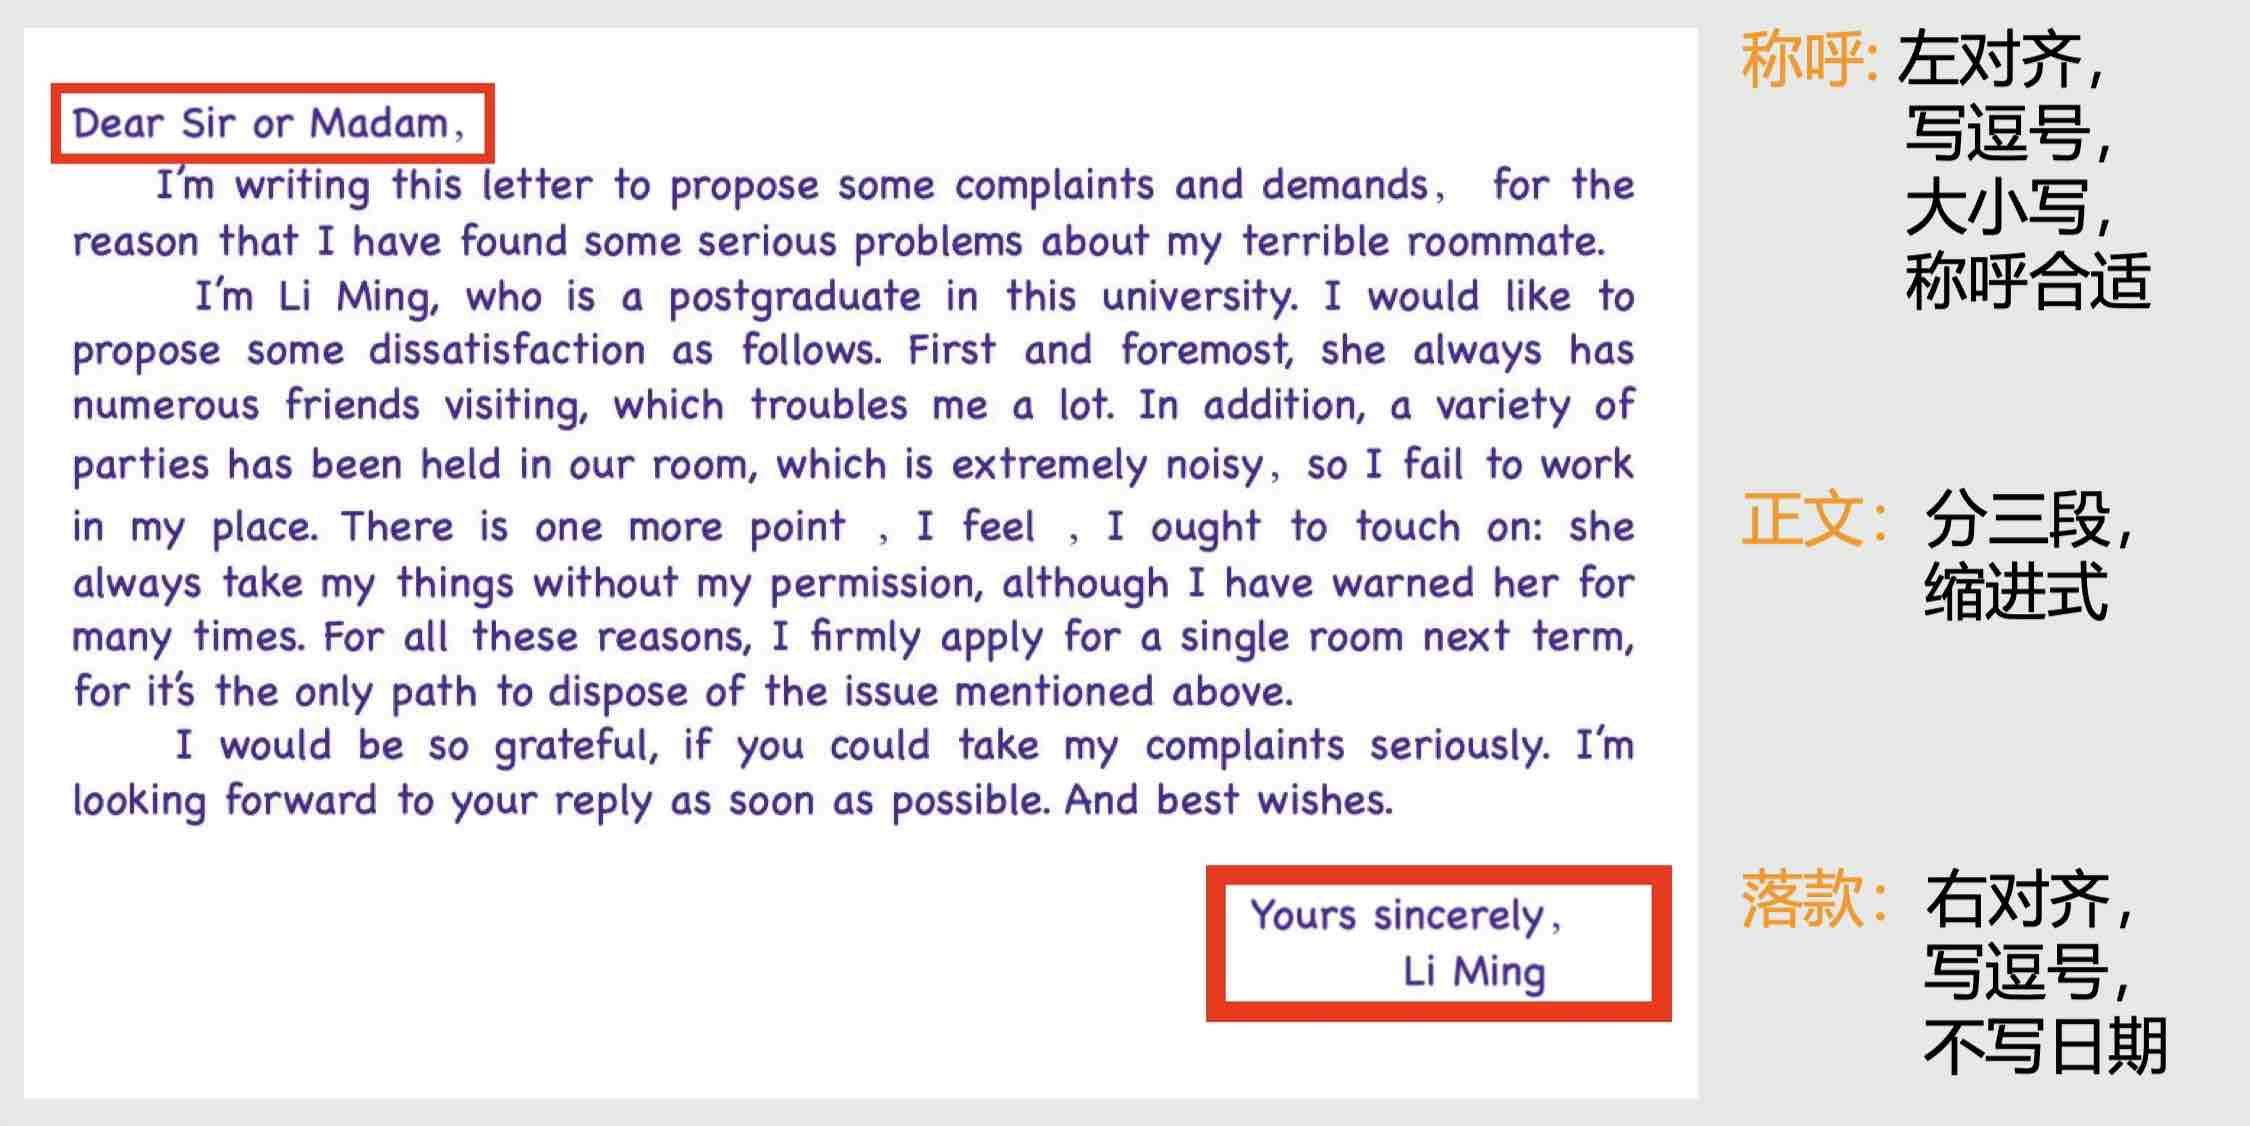 Dear Sir or Madam,
I'm writing this letter to propose some complaints and demands, for the
reason that I have found some serious problems about my terrible roommate.
I'm Li Ming, who is a postgraduate in this university. I would like to
propose some dissatisfaction as follows. First and foremost, she always has
numerous friends visiting, which troubles me a lot. In addition, a variety of
parties has been held in our room, which is extremely noisy, so I fail to work
in my place. There is one more point , I feel , I ought to touch on: she
always take my things without my permission, although I have warned her for
many times. For all these reasons, I firmly apply for a single room next term,
for it's the only path to dispose of the issue mentioned above.
I would be so grateful, if you could take my complaints seriously. I'm
looking forward to your reply as soon as possible. And best wishes.
Yours sincerely,
Li Ming
称呼: 左对齐,
写逗号,
大小写,
称呼合适
正文: 分三段,
缩进式
落款: 右对齐,
写逗号,
不写日期